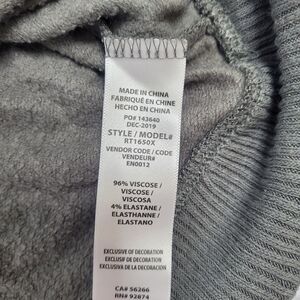 MADE IN CHINA
FABRIQUÉ EN CHINE
HECHO EN CHINA
PO# 143640
DEC-2019
STYLE / MODEL#
RT1650X
VENDOR CODE / CODE
VENDEUR#
EN0012
96% VISCOSE /
VISCOSE /
VISCOSA
4% ELASTANE /
ELASTHANNE /
ELASTANO
EXCLUSIVE OF DECORATION
EXCLUSIF DE DECORATION
EXCLUSIVA DE LA DECORACIÓN
CA# 56266
RN# 92874